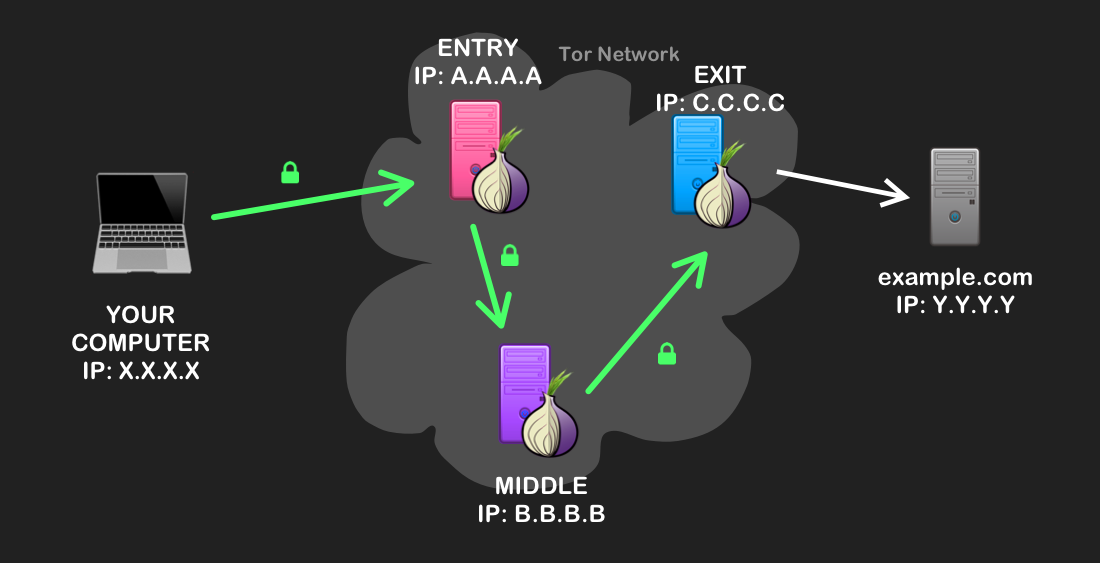 Tor Network
ENTRY
IP: A.A.A.A
EXIT
IP: C.C.C.C
YOUR
COMPUTER
IP: X.X.X.X
example.com
IP: Y.Y.Y.Y
MIDDLE
IP: B.B.B.B